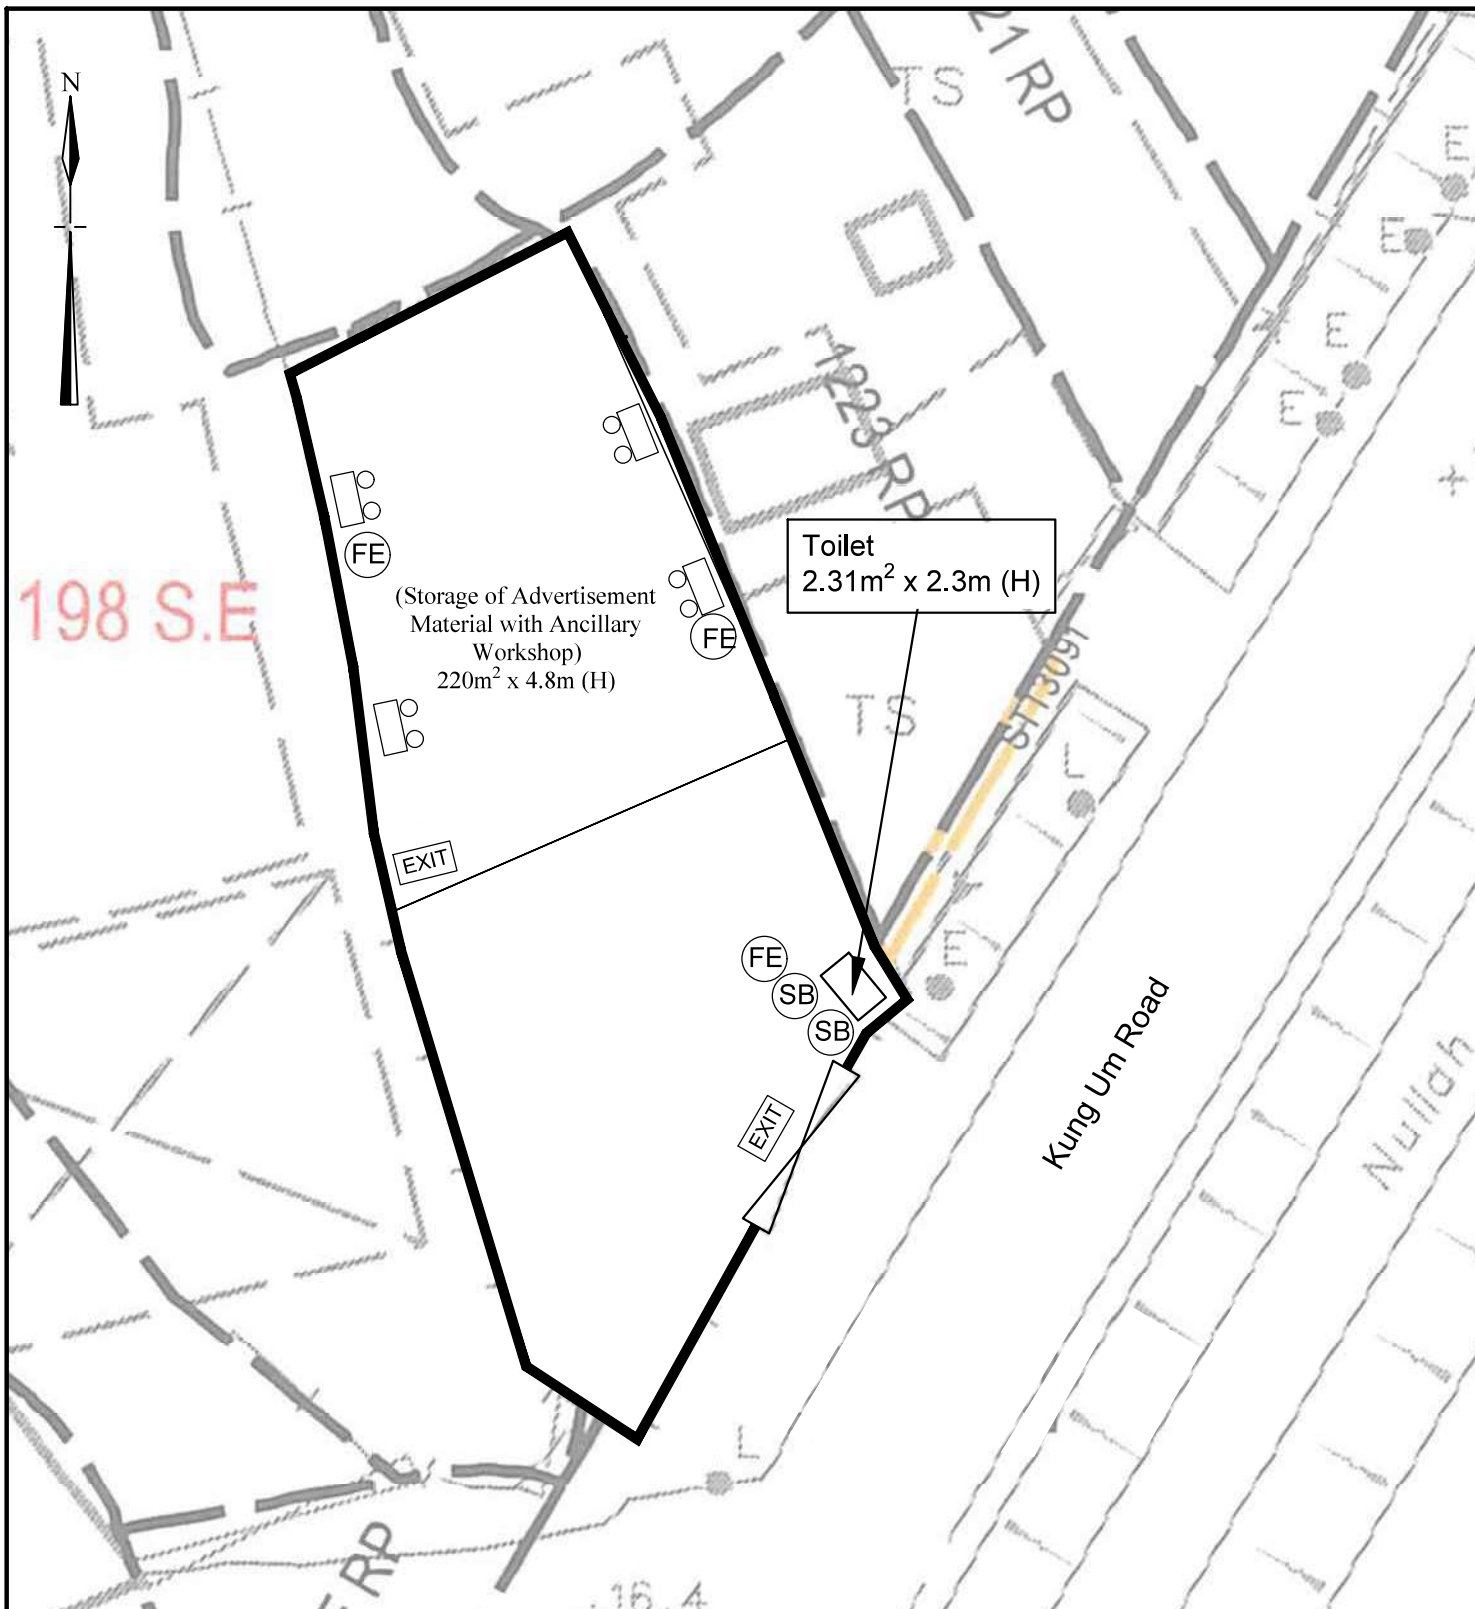 21 RP
TS
N
E
E
E
E
1223 RP
Toilet
2.31m² x 2.3m (H)
FE
198 S.E
(Storage of Advertisement
Material with Ancillary
Workshop)
220m² x 4.8m (H)
FE
STT3097
TS
L
EXIT
FE
SB
SB
E
EXIT
Kung Um Road
Nullah
L
RP
16.4